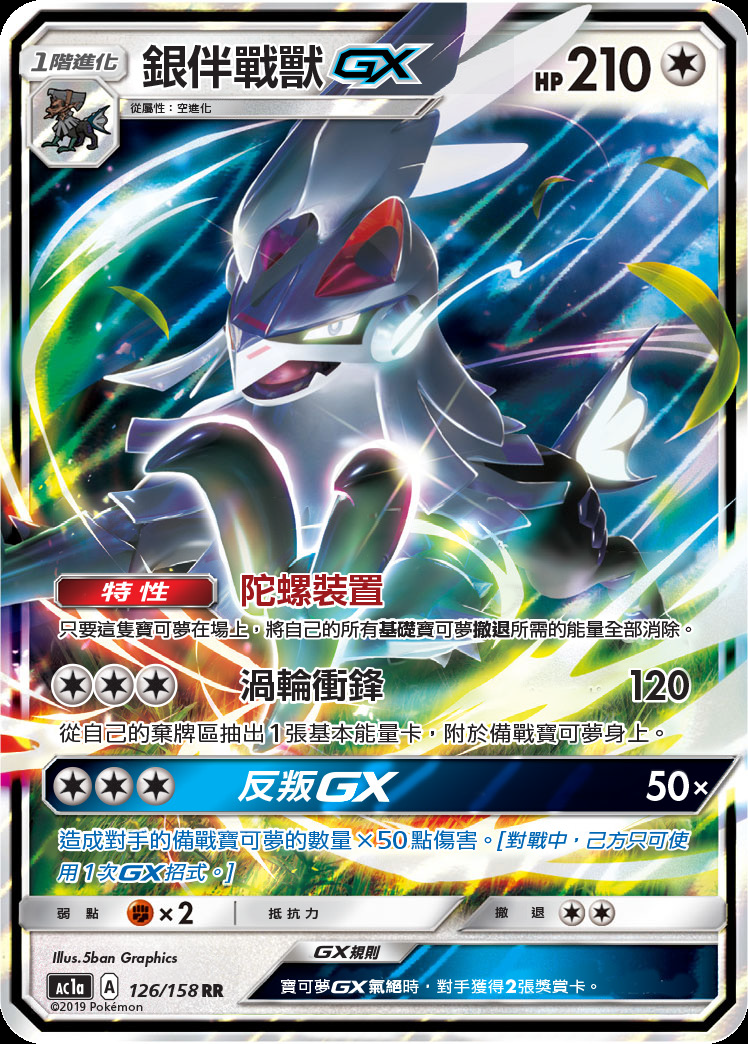 1階進化
銀伴戰獸GX
HP 210
從屬性：空進化
特性 陀螺裝置
只要這隻寶可夢在場上，將自己的所有基礎寶可夢撤退所需的能量全部消除。
渦輪衝鋒 120
從自己的棄牌區抽出1張基本能量卡，附於備戰寶可夢身上。
反叛GX 50×
造成對手的備戰寶可夢的數量×50點傷害。[對戰中，己方只可使
用1次GX招式。]
弱點 ×2 抵抗力 撤退
Illus.5ban Graphics
GX規則
AC1a A 126/158 RR
寶可夢GX氣絕時，對手獲得2張獎賞卡。
©2019 Pokémon